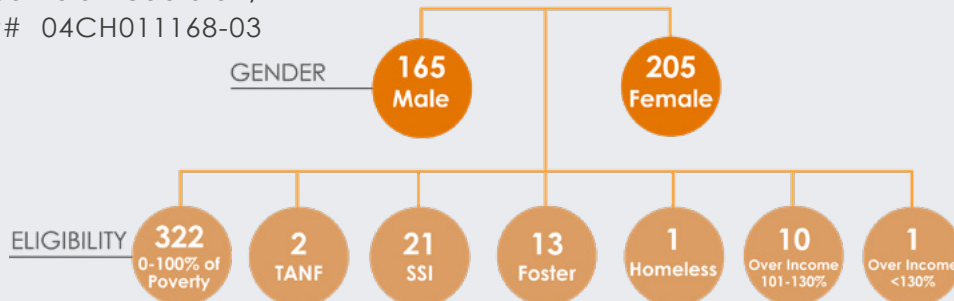 # 04CH011168-03
GENDER
165
Male
205
Female
ELIGIBILITY
322
0-100% of
Poverty
2
TANF
21
SSI
13
Foster
1
Homeless
10
Over Income
101-130%
1
Over Income
<130%